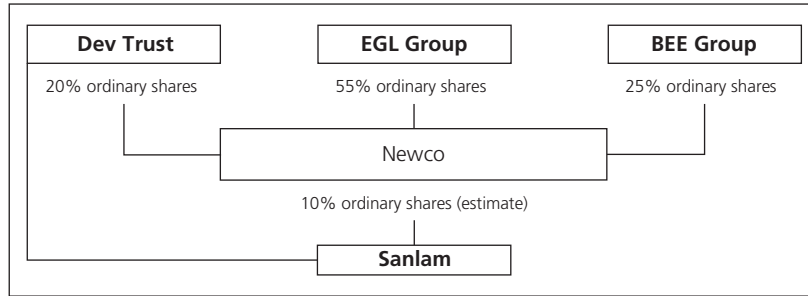 Dev Trust
EGL Group
BEE Group
20% ordinary shares
55% ordinary shares
25% ordinary shares
Newco
10% ordinary shares (estimate)
Sanlam